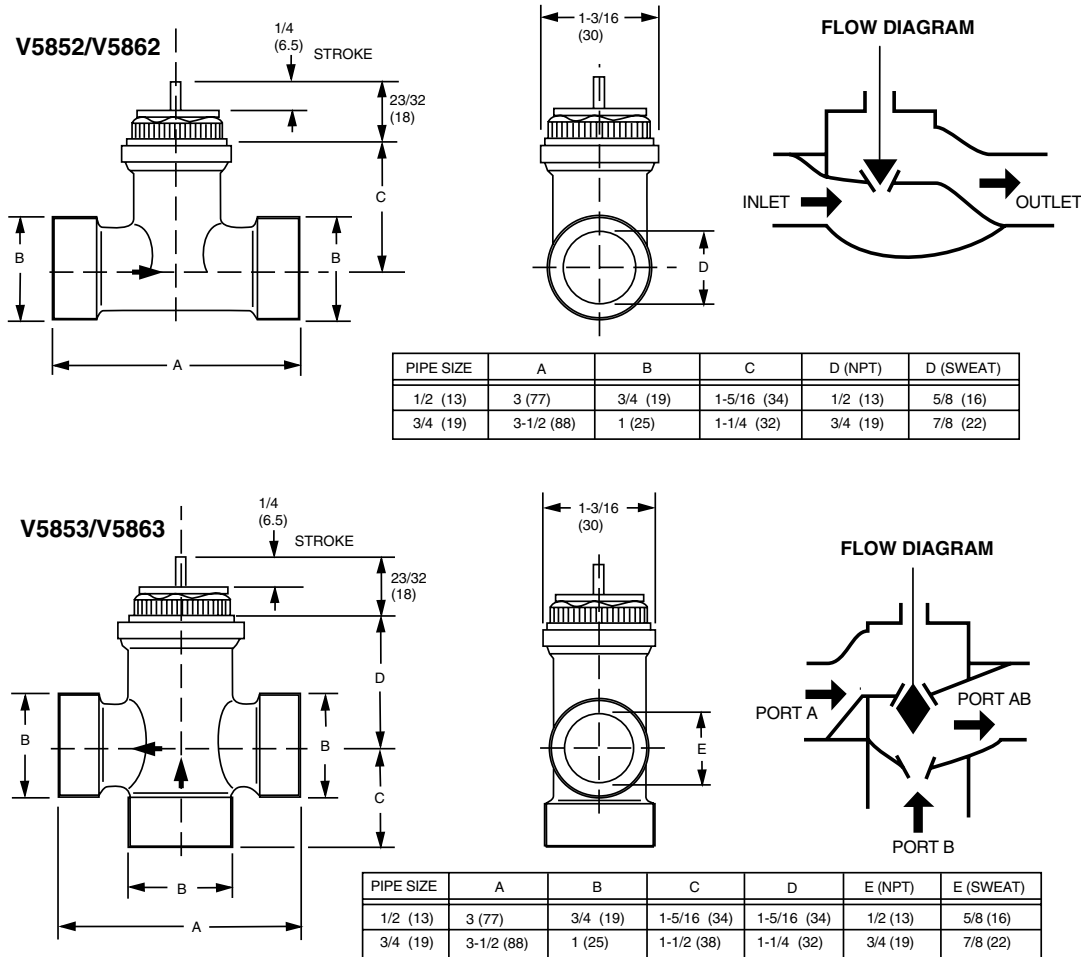 V5852/V5862
1/4
(6.5)
STROKE
23/32
(18)
C
B
B
A
1-3/16
(30)
D
FLOW DIAGRAM
INLET
OUTLET
PIPE SIZE A B C D (NPT) D (SWEAT)
1/2 (13) 3 (77) 3/4 (19) 1-5/16 (34) 1/2 (13) 5/8 (16)
3/4 (19) 3-1/2 (88) 1 (25) 1-1/4 (32) 3/4 (19) 7/8 (22)
V5853/V5863
1/4
(6.5)
STROKE
23/32
(18)
D
B
B
C
B
A
1-3/16
(30)
E
FLOW DIAGRAM
PORT A
PORT AB
PORT B
PIPE SIZE A B C D E (NPT) E (SWEAT)
1/2 (13) 3 (77) 3/4 (19) 1-5/16 (34) 1-5/16 (34) 1/2 (13) 5/8 (16)
3/4 (19) 3-1/2 (88) 1 (25) 1-1/2 (38) 1-1/4 (32) 3/4 (19) 7/8 (22)